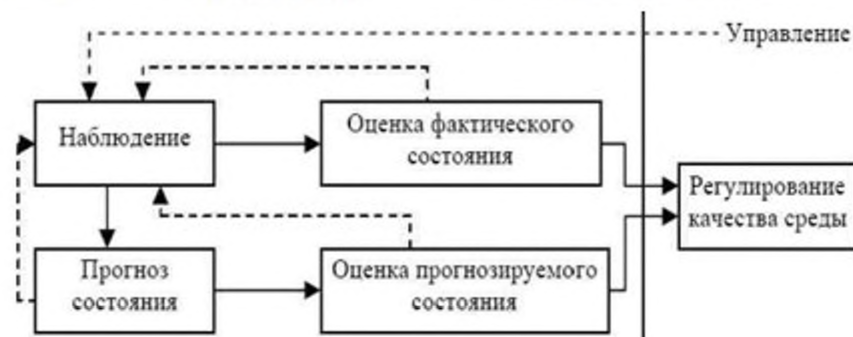 Управление
Наблюдение
Оценка фактического
состояния
Регулирование
качества среды
Прогноз
состояния
Оценка прогнозируемого
состояния